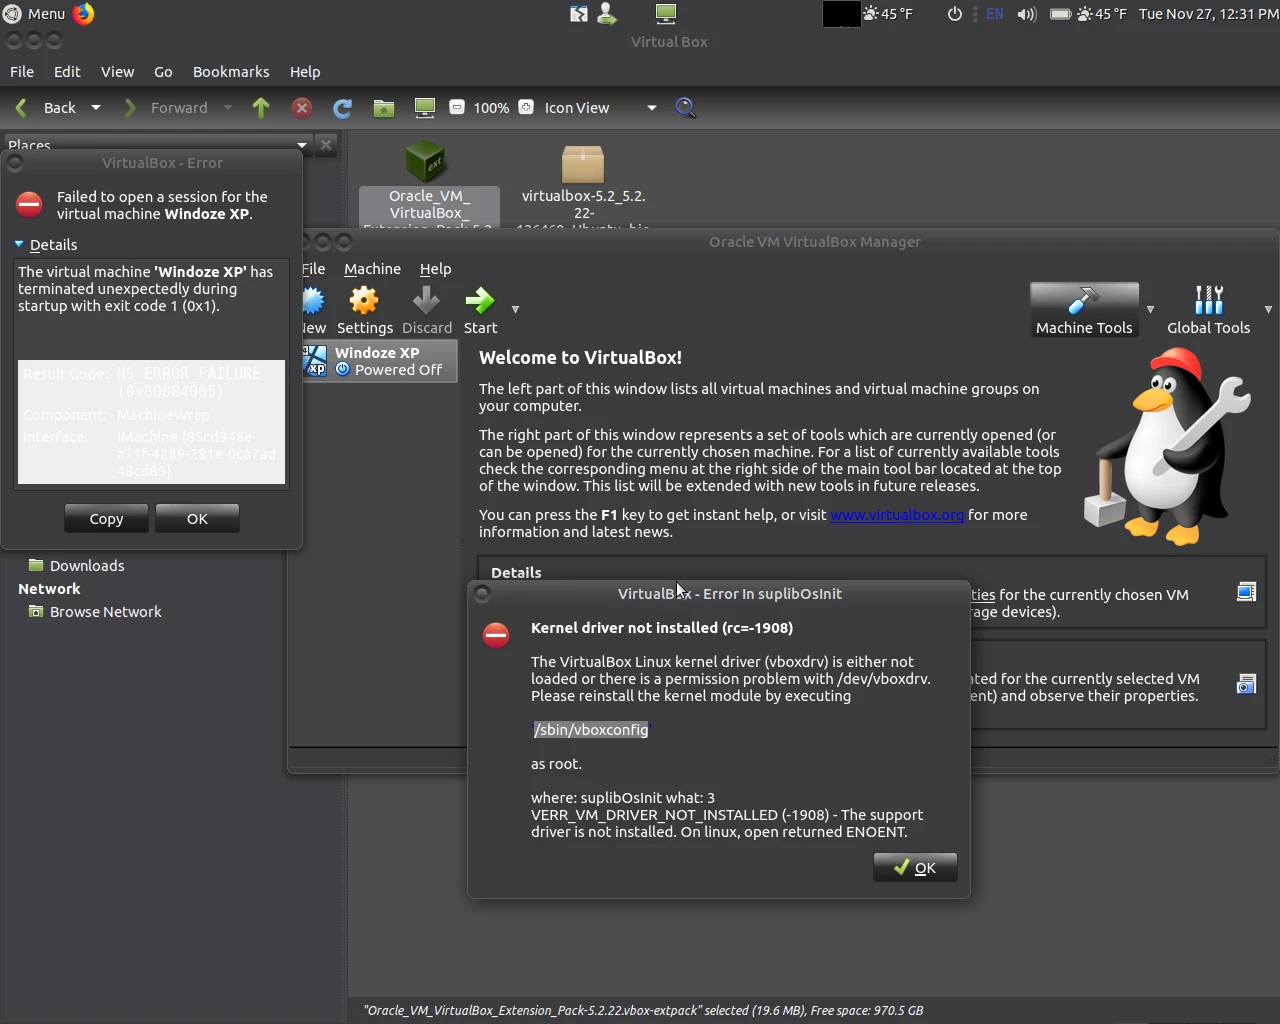 Menu
45 °F
EN
45 °F
Tue Nov 27, 12:31 PM
Virtual Box
File Edit View Go Bookmarks Help
Back Forward 100% Icon View
Places
ext
Oracle_VM_
VirtualBox_
Extension_Pack-5.2.
virtualbox-5.2_5.2.
22-
VirtualBox - Error
Failed to open a session for the
virtual machine Windoze XP.
Details
The virtual machine 'Windoze XP' has
terminated unexpectedly during
startup with exit code 1 (0x1).
Result Code: NS_ERROR_FAILURE
(0x80004005)
Component: MachineWrap
Interface: IMachine {85cd948e-
a71f-4289-281e-0ca7ad
48cd89}
Copy OK
Downloads
Network
Browse Network
Oracle VM VirtualBox Manager
File Machine Help
New Settings Discard Start
Machine Tools Global Tools
xp
Windoze XP
Powered Off
Welcome to VirtualBox!
The left part of this window lists all virtual machines and virtual machine groups on
your computer.
The right part of this window represents a set of tools which are currently opened (or
can be opened) for the currently chosen machine. For a list of currently available tools
check the corresponding menu at the right side of the main tool bar located at the top
of the window. This list will be extended with new tools in future releases.
You can press the F1 key to get instant help, or visit www.virtualbox.org for more
information and latest news.
Details
ties for the currently chosen VM
rage devices).
ated for the currently selected VM
ent) and observe their properties.
VirtualBox - Error In suplibOsInit
Kernel driver not installed (rc=-1908)
The VirtualBox Linux kernel driver (vboxdrv) is either not
loaded or there is a permission problem with /dev/vboxdrv.
Please reinstall the kernel module by executing
'/sbin/vboxconfig'
as root.
where: suplibOsInit what: 3
VERR_VM_DRIVER_NOT_INSTALLED (-1908) - The support
driver is not installed. On linux, open returned ENOENT.
OK
"Oracle_VM_VirtualBox_Extension_Pack-5.2.22.vbox-extpack" selected (19.6 MB), Free space: 970.5 GB